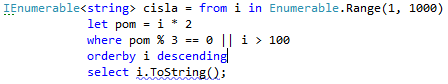 IEnumerable<string> cisla = from i in Enumerable.Range(1, 1000)
let pom = i * 2
where pom % 3 == 0 || i > 100
orderby i descending
select i.ToString();